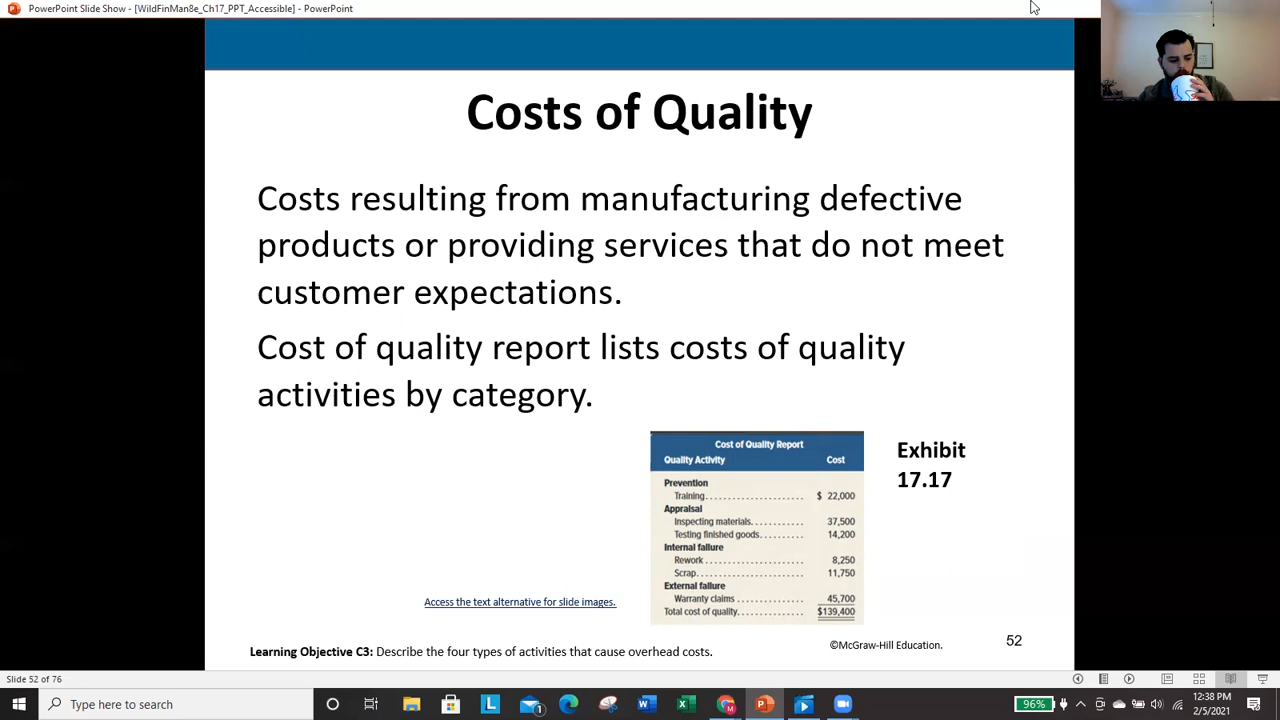 PowerPoint Slide Show - [WildFinMan8e_Ch17_PPT_Accessible] - PowerPoint
Costs of Quality
Costs resulting from manufacturing defective
products or providing services that do not meet
customer expectations.
Cost of quality report lists costs of quality
activities by category.
Cost of Quality Report
Quality Activity Cost
Prevention
Training.................... $ 22,000
Appraisal
Inspecting materials............ 37,500
Testing finished goods.......... 14,200
Internal failure
Rework .................... 8,250
Scrap...................... 11,750
External failure
Warranty claims ............... 45,700
Total cost of quality.............. $139,400
Exhibit
17.17
Access the text alternative for slide images.
Learning Objective C3: Describe the four types of activities that cause overhead costs.
©McGraw-Hill Education.
52
Slide 52 of 76
Type here to search
96%
12:38 PM
2/5/2021